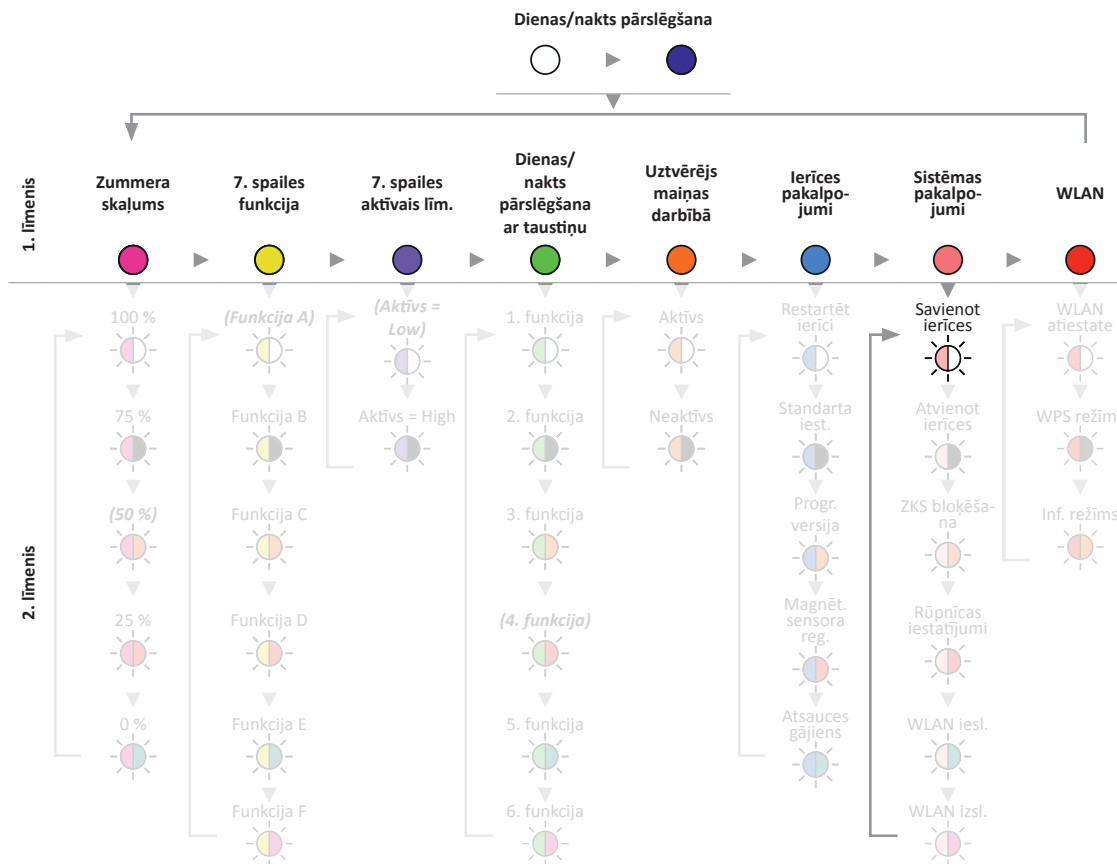 Dienas/nakts pārslēgšana
1. līmenis
Zummera
skaļums
7. spailes
funkcija
7. spailes
aktīvais līm.
Dienas/
nakts
pārslēgšana
ar taustiņu
Uztvērējs
maiņas
darbībā
Ierīces
pakalpo-
jumi
Sistēmas
pakalpo-
jumi
WLAN
2. līmenis
100 %
75 %
(50 %)
25 %
0 %
(Funkcija A)
Funkcija B
Funkcija C
Funkcija D
Funkcija E
Funkcija F
(Aktīvs =
Low)
Aktīvs = High
1. funkcija
2. funkcija
3. funkcija
(4. funkcija)
5. funkcija
6. funkcija
Aktīvs
Neaktīvs
Restartēt
ierīci
Standarta
iest.
Progr.
versija
Magnēt.
sensora
reg.
Atsauces
gājiens
Savienot
ierīces
Atvienot
ierīces
ZKS bloķēša-
na
Rūpnīcas
iestatījumi
WLAN iesl.
WLAN izsl.
WLAN
atiestate
WPS režīm
Inf. režīms